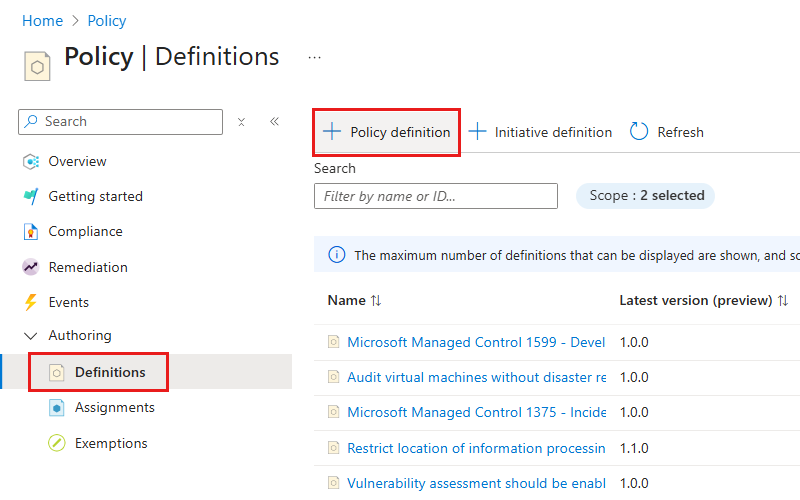 Home > Policy
Policy | Definitions ...
Search
Overview
Getting started
Compliance
Remediation
Events
Authoring
Definitions
Assignments
Exemptions
+ Policy definition + Initiative definition Refresh
Search
Filter by name or ID...
Scope : 2 selected
The maximum number of definitions that can be displayed are shown, and so
Name Latest version (preview)
Microsoft Managed Control 1599 - Devel 1.0.0
Audit virtual machines without disaster re 1.0.0
Microsoft Managed Control 1375 - Incide 1.0.0
Restrict location of information processin 1.1.0
Vulnerability assessment should be enabl 1.0.0